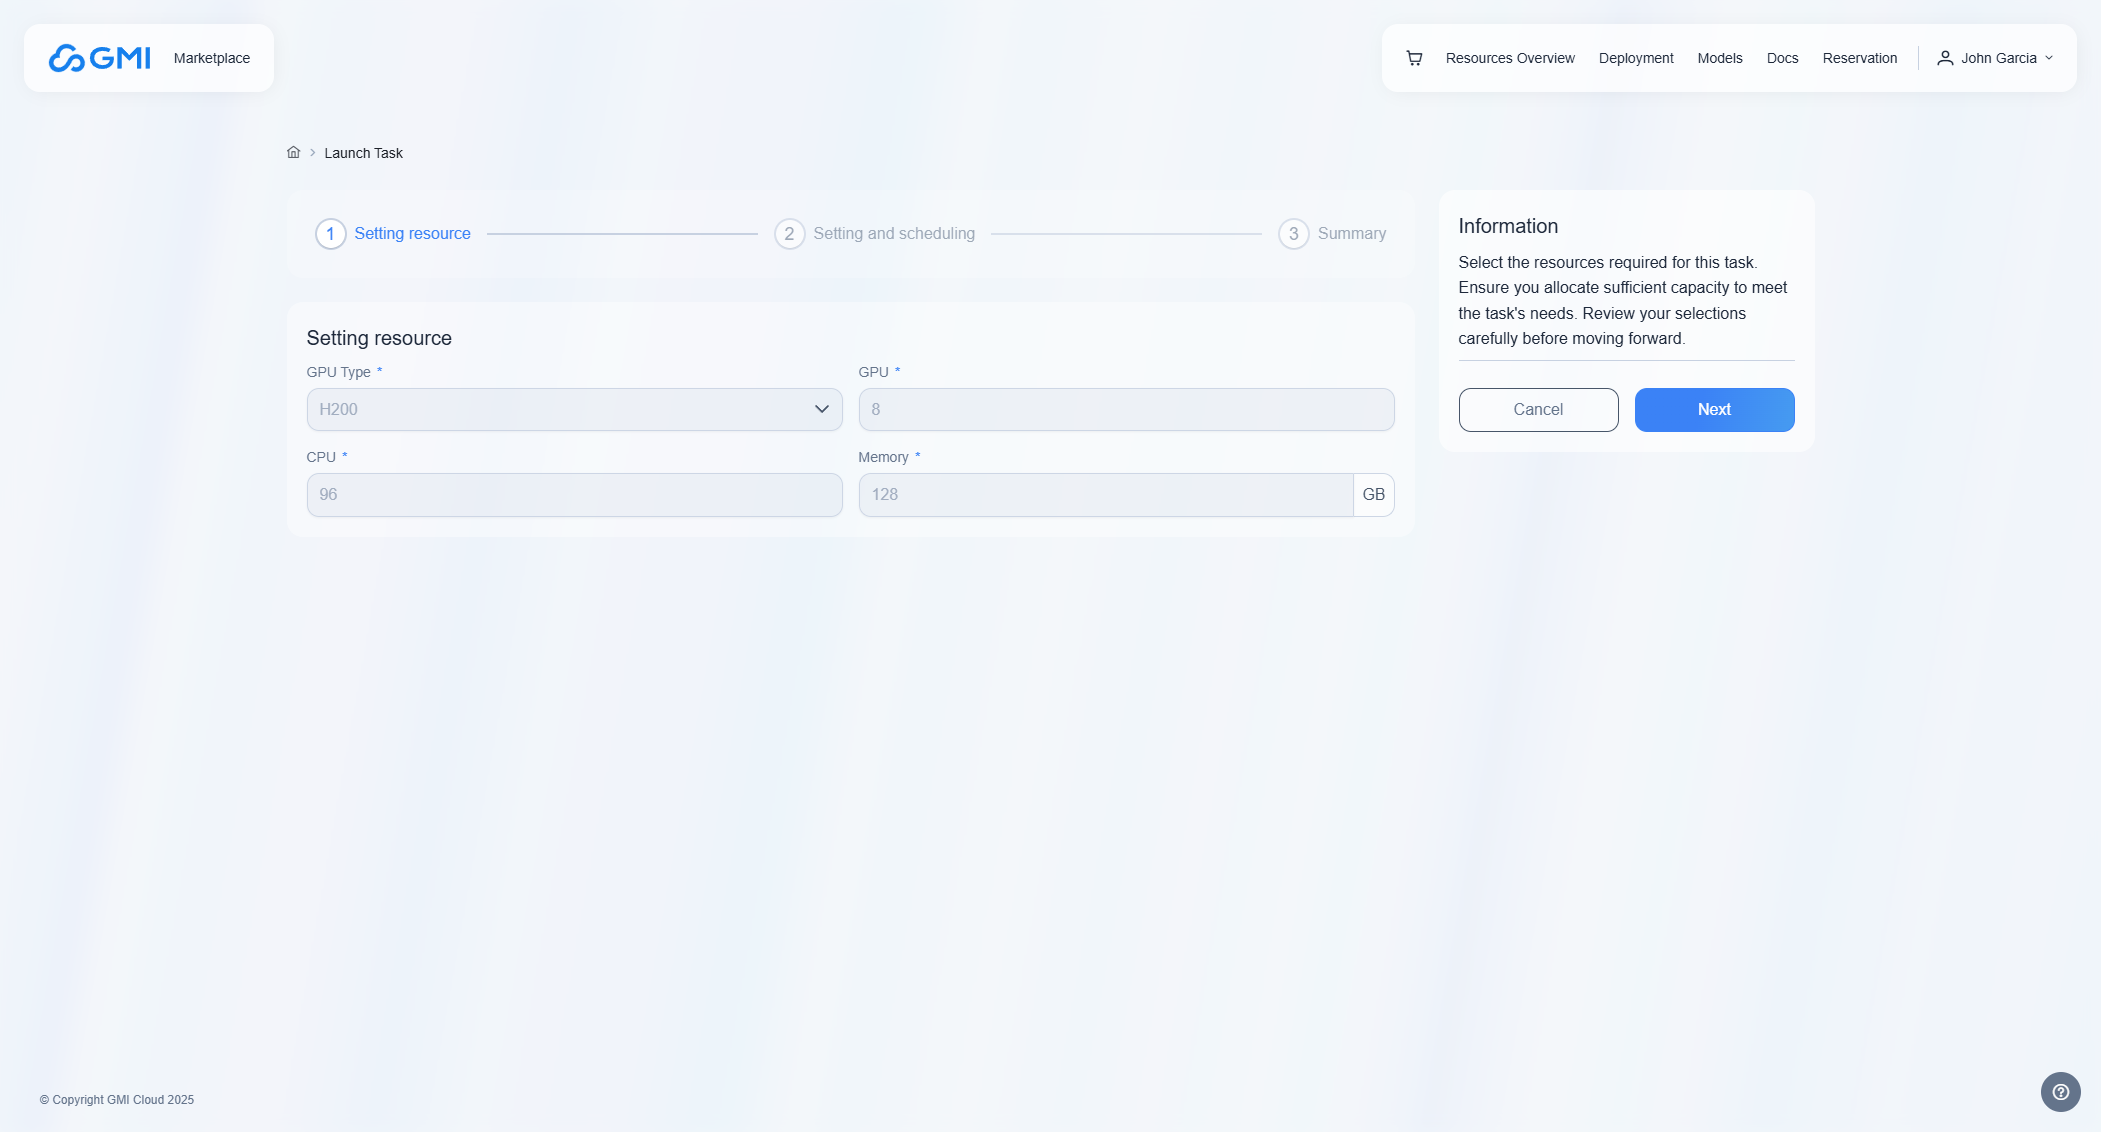 GMI
Marketplace
Resources Overview
Deployment
Models
Docs
Reservation
John Garcia
Launch Task
1 Setting resource
2 Setting and scheduling
3 Summary
Setting resource
GPU Type *
H200
GPU *
8
CPU *
96
Memory *
128
GB
Information
Select the resources required for this task.
Ensure you allocate sufficient capacity to meet
the task's needs. Review your selections
carefully before moving forward.
Cancel
Next
© Copyright GMI Cloud 2025